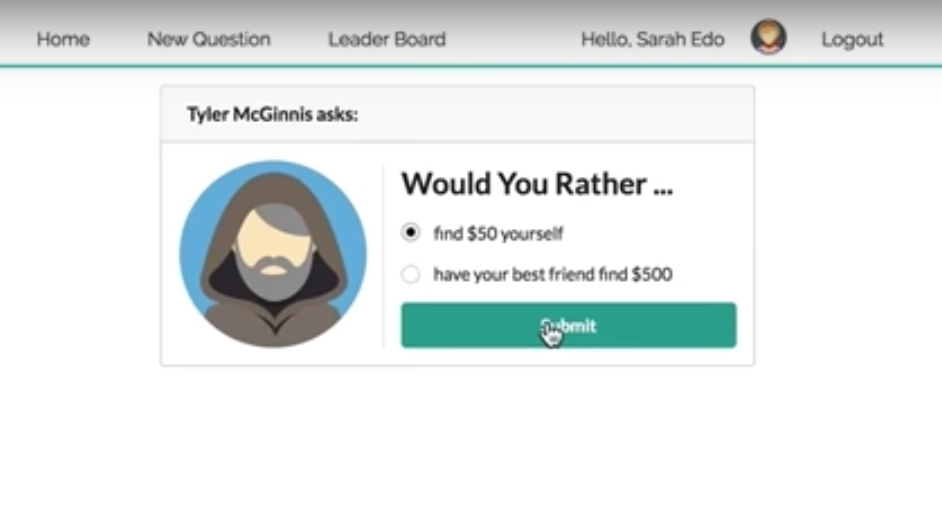 Home New Question Leader Board Hello, Sarah Edo Logout
Tyler McGinnis asks:
Would You Rather ...
find $50 yourself
have your best friend find $500
Submit